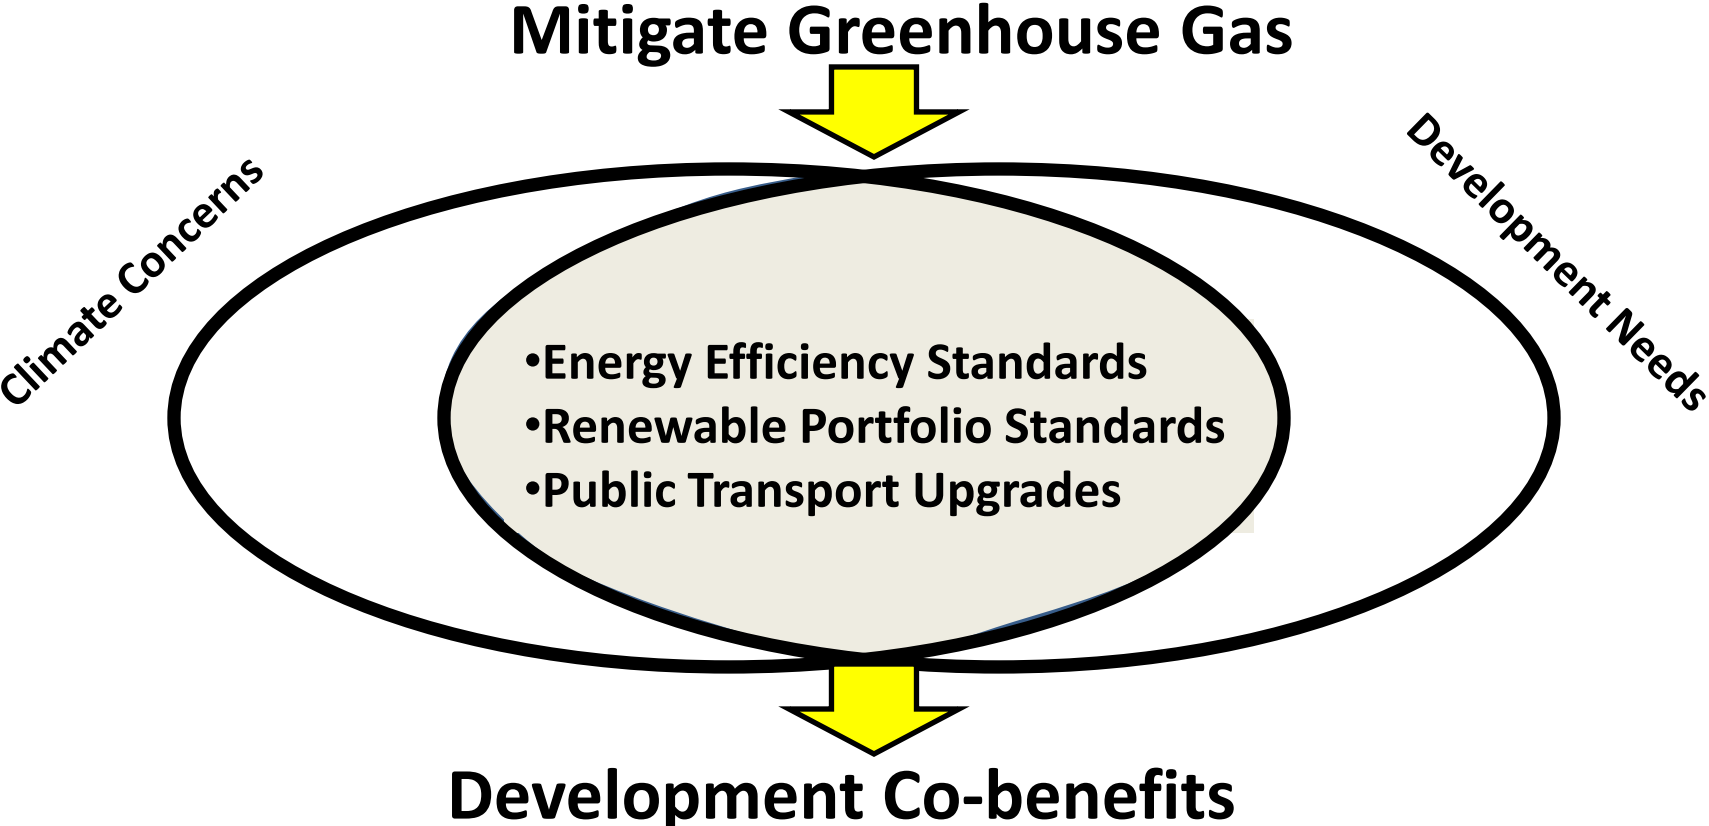 Mitigate Greenhouse Gas
Climate Concerns
Development Needs
•Energy Efficiency Standards
•Renewable Portfolio Standards
•Public Transport Upgrades
Development Co-benefits